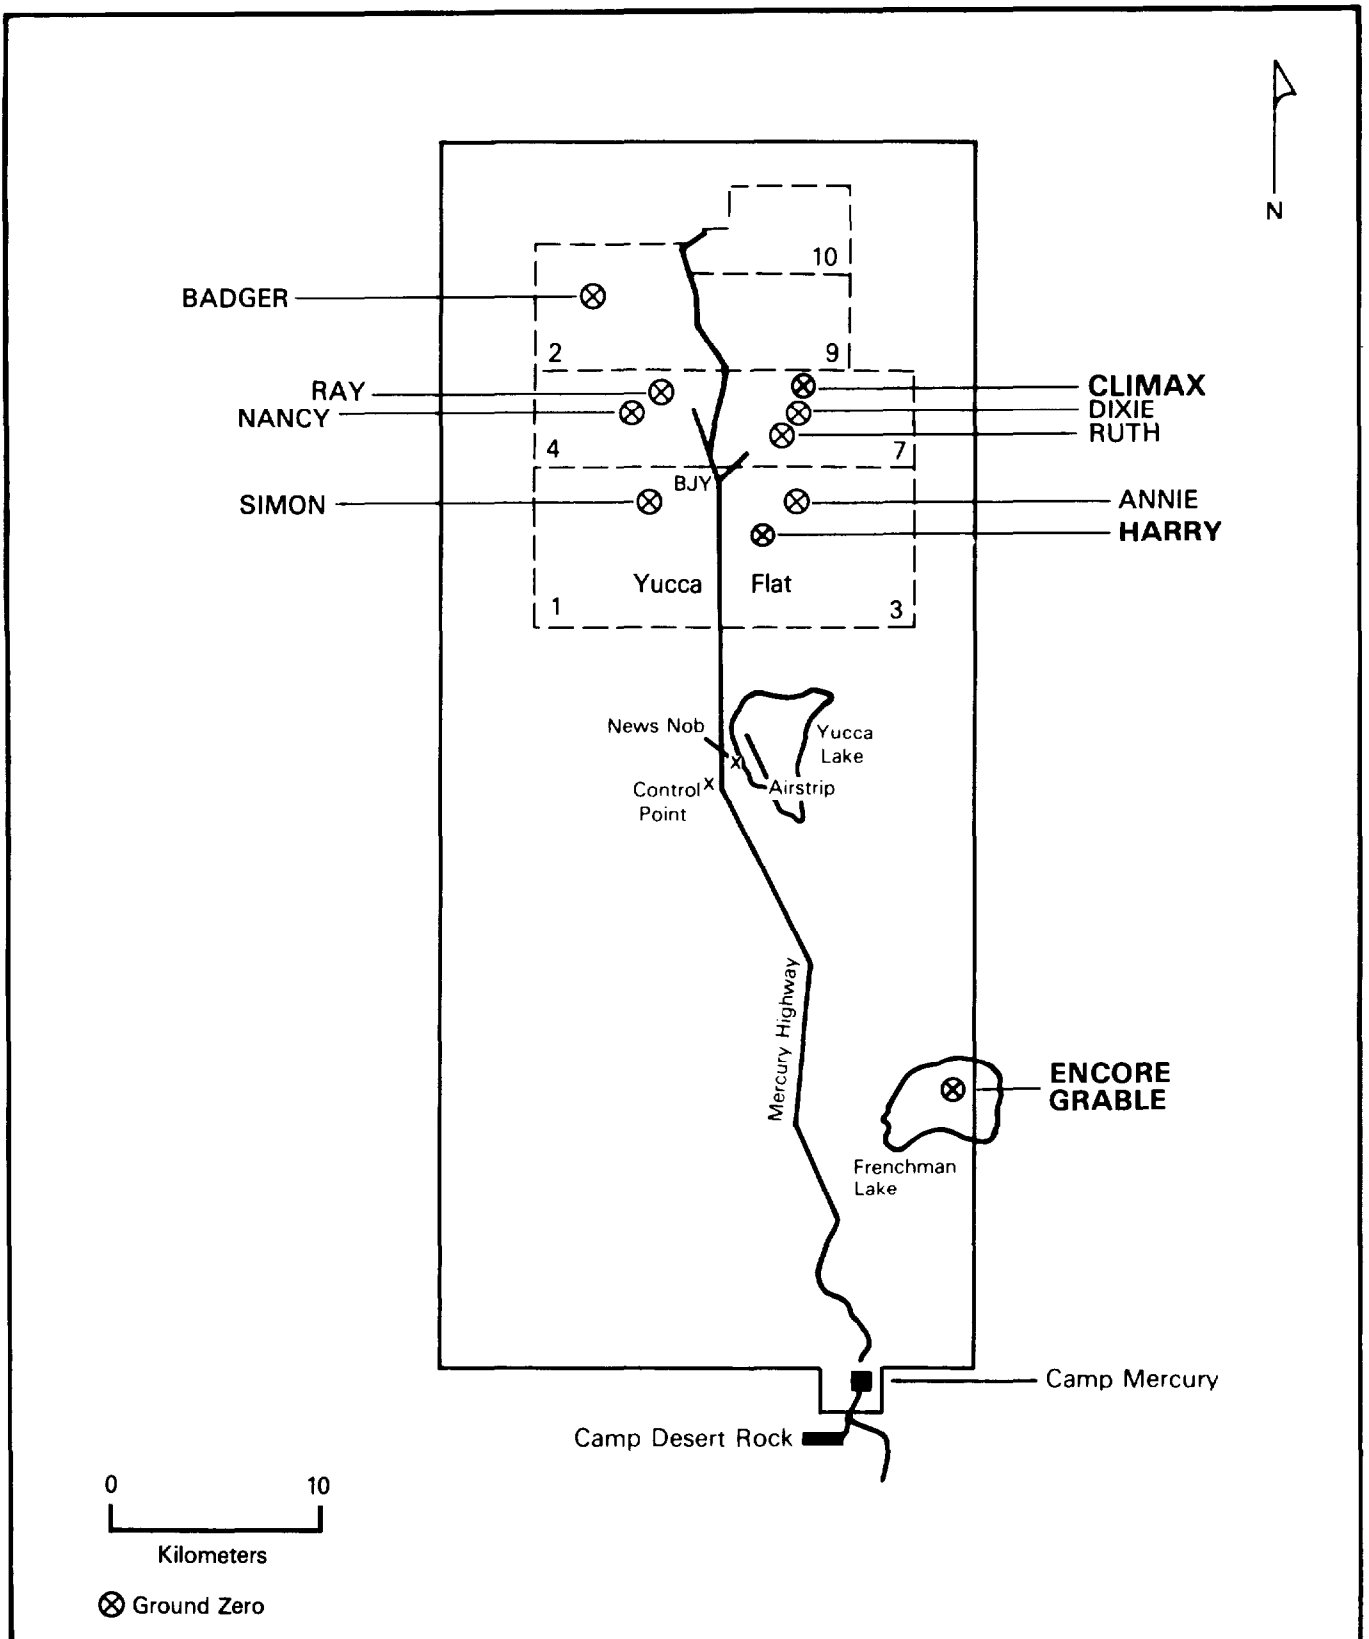 N
10
BADGER
2
9
RAY
CLIMAX
NANCY
DIXIE
RUTH
4
7
BJY
SIMON
ANNIE
HARRY
Yucca Flat
1
3
News Nob
Yucca
Lake
x
Control x
Point
Airstrip
Mercury Highway
ENCORE
GRABLE
Frenchman
Lake
Camp Mercury
Camp Desert Rock
0 10
Kilometers
Ground Zero